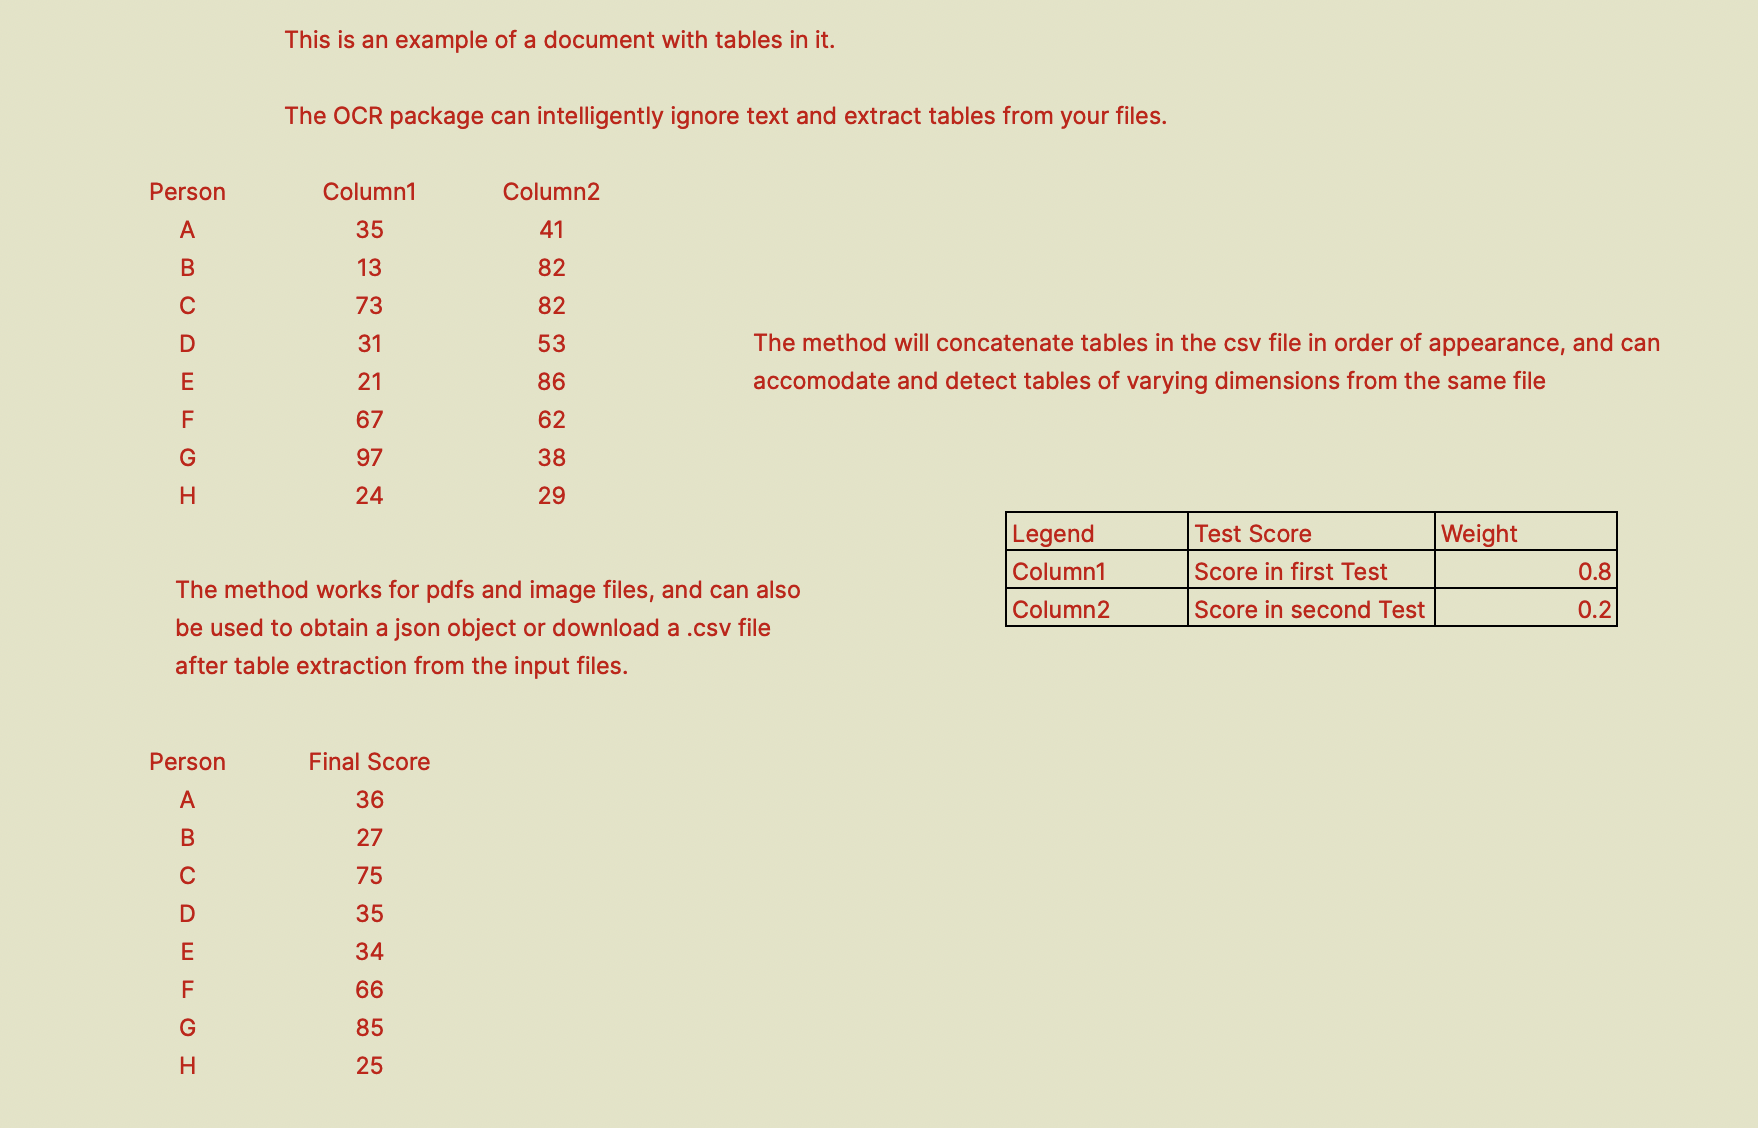 This is an example of a document with tables in it.
The OCR package can intelligently ignore text and extract tables from your files.
Person Column1 Column2
A 35 41
B 13 82
C 73 82
D 31 53
E 21 86
F 67 62
G 97 38
H 24 29
The method will concatenate tables in the csv file in order of appearance, and can
accomodate and detect tables of varying dimensions from the same file
Legend Test Score Weight
Column1 Score in first Test 0.8
Column2 Score in second Test 0.2
The method works for pdfs and image files, and can also
be used to obtain a json object or download a .csv file
after table extraction from the input files.
Person Final Score
A 36
B 27
C 75
D 35
E 34
F 66
G 85
H 25